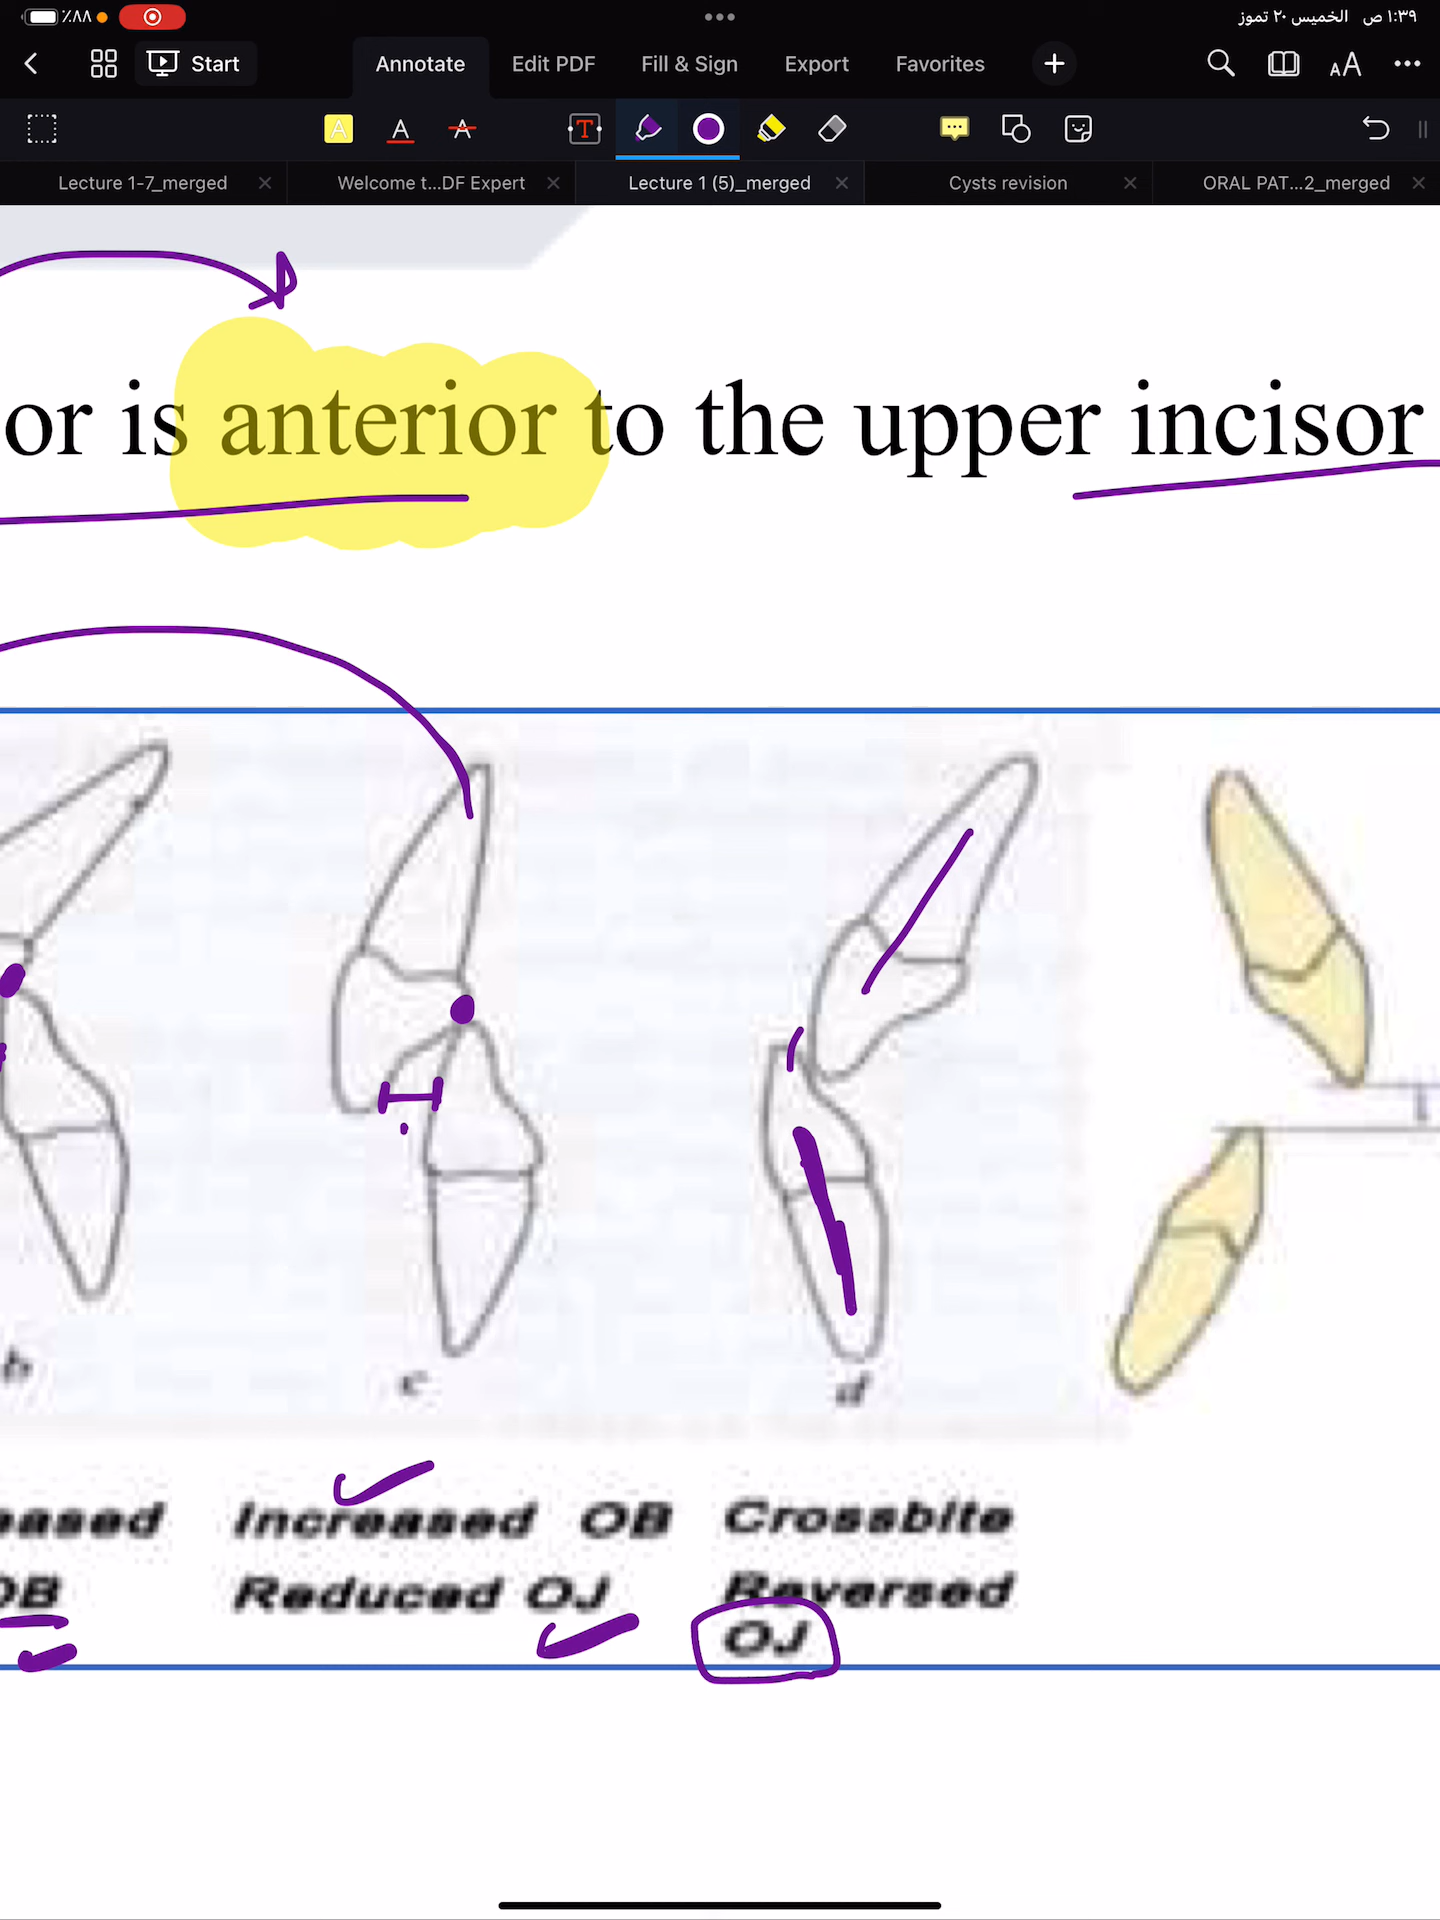 ٪٨٨
١:٣٩ ص الخميس ٢٠ تموز
Start
Annotate
Edit PDF
Fill & Sign
Export
Favorites
AA
A A A T
Lecture 1-7_merged
Welcome t...DF Expert
Lecture 1 (5)_merged
Cysts revision
ORAL PAT...2_merged
or is anterior to the upper incisor
b
c
d
eased
OB
Increased OB
Reduced OJ
Crossbite
Reversed
OJ